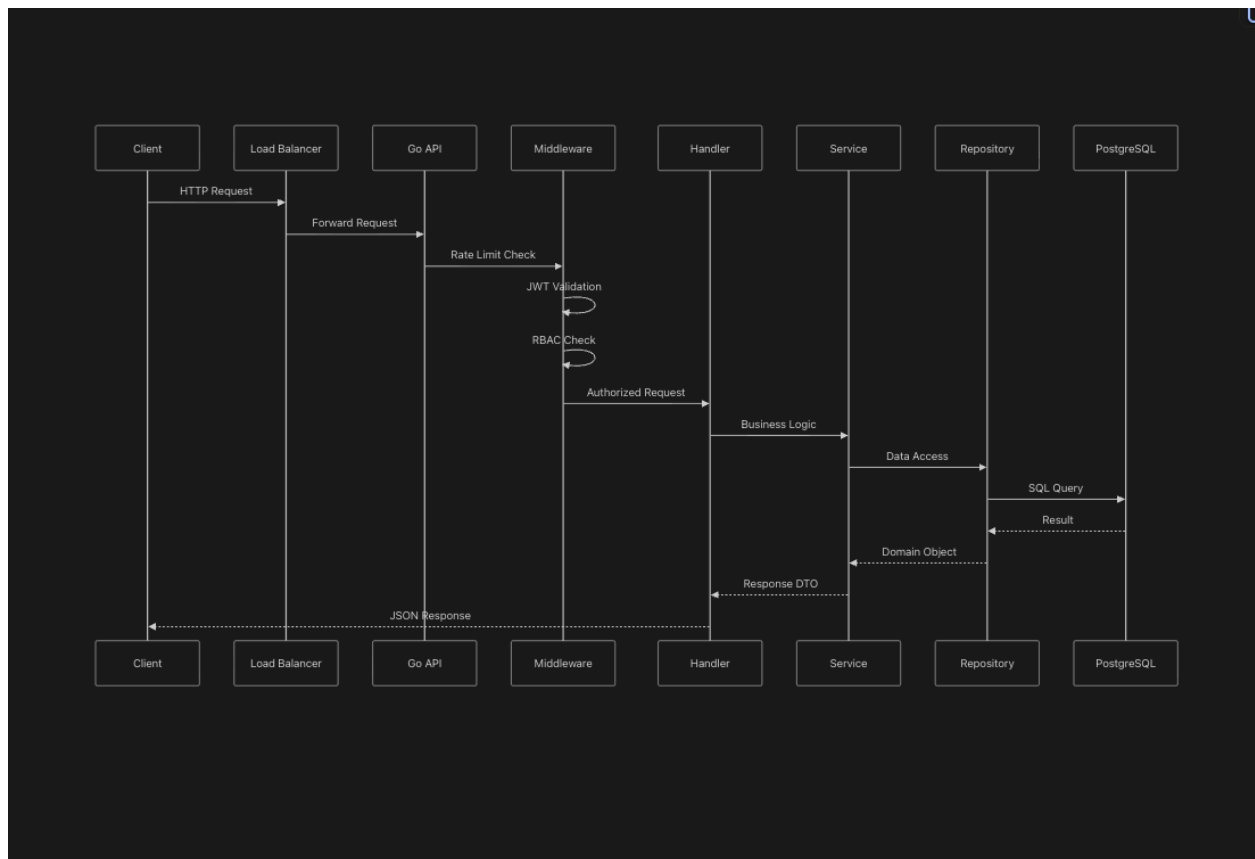 Client
Load Balancer
Go API
Middleware
Handler
Service
Repository
PostgreSQL
HTTP Request
Forward Request
Rate Limit Check
JWT Validation
RBAC Check
Authorized Request
Business Logic
Data Access
SQL Query
Result
Domain Object
Response DTO
JSON Response
Client
Load Balancer
Go API
Middleware
Handler
Service
Repository
PostgreSQL